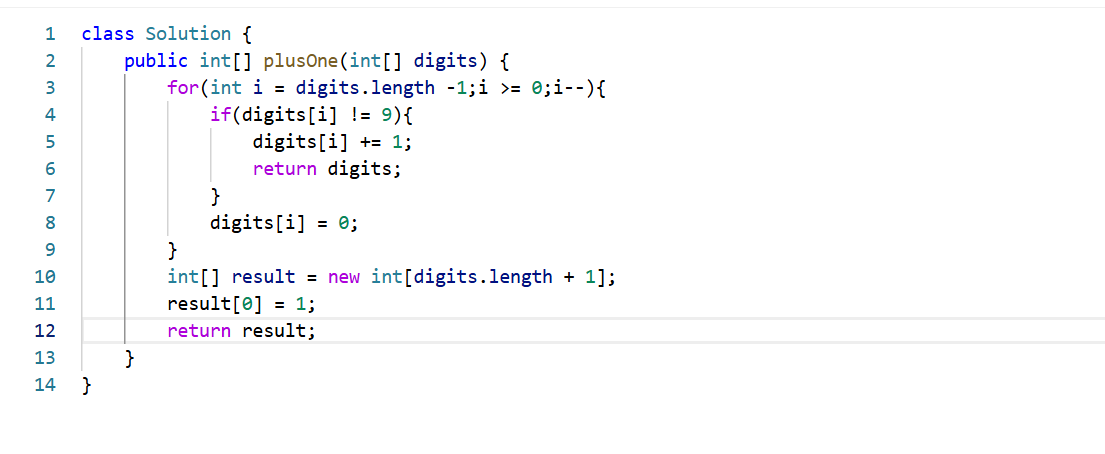 1 class Solution {
2 public int[] plusOne(int[] digits) {
3 for(int i = digits.length -1;i >= 0;i--){
4 if(digits[i] != 9){
5 digits[i] += 1;
6 return digits;
7 }
8 digits[i] = 0;
9 }
10 int[] result = new int[digits.length + 1];
11 result[0] = 1;
12 return result;
13 }
14 }